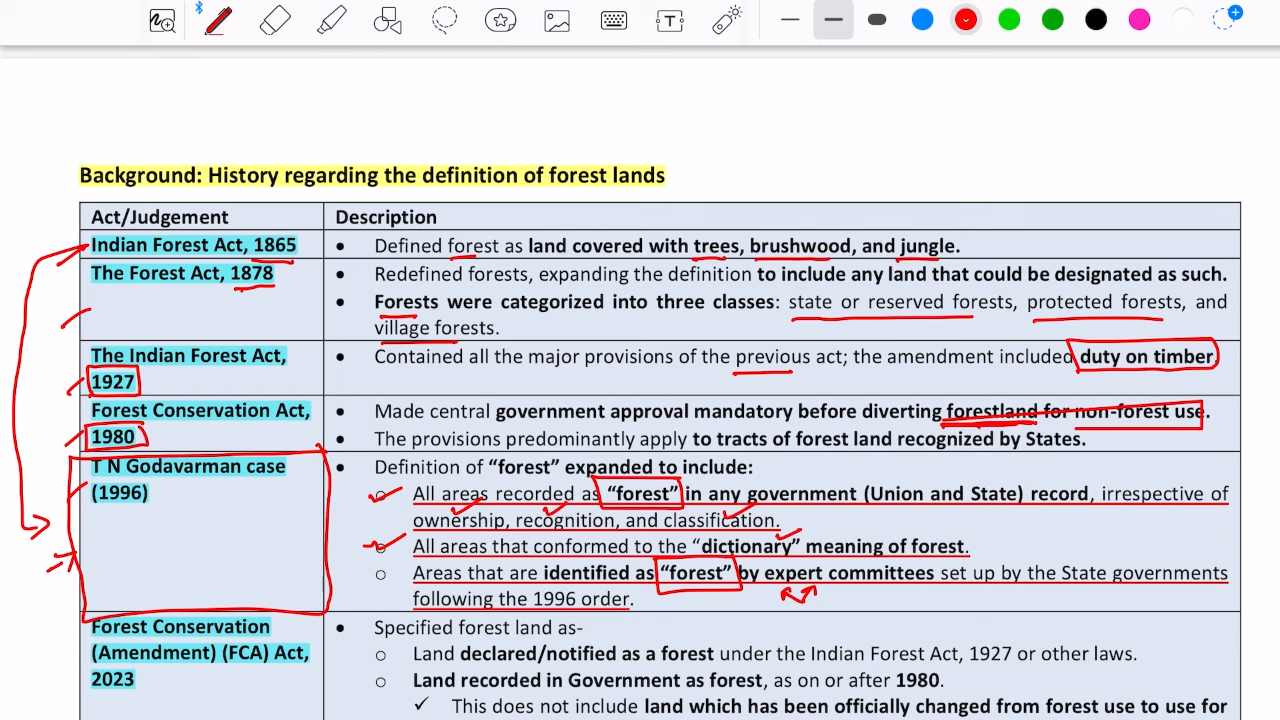 T
Background: History regarding the definition of forest lands
Act/Judgement
Description
Indian Forest Act, 1865
• Defined forest as land covered with trees, brushwood, and jungle.
The Forest Act, 1878
• Redefined forests, expanding the definition to include any land that could be designated as such.
• Forests were categorized into three classes: state or reserved forests, protected forests, and
village forests.
The Indian Forest Act,
1927
• Contained all the major provisions of the previous act; the amendment included duty on timber.
Forest Conservation Act,
1980
• Made central government approval mandatory before diverting forestland for non-forest use.
• The provisions predominantly apply to tracts of forest land recognized by States.
T N Godavarman case
(1996)
• Definition of “forest” expanded to include:
o All areas recorded as “forest” in any government (Union and State) record, irrespective of
ownership, recognition, and classification.
o All areas that conformed to the “dictionary” meaning of forest.
o Areas that are identified as “forest” by expert committees set up by the State governments
following the 1996 order.
Forest Conservation
(Amendment) (FCA) Act,
2023
• Specified forest land as-
o Land declared/notified as a forest under the Indian Forest Act, 1927 or other laws.
o Land recorded in Government as forest, as on or after 1980.
✓ This does not include land which has been officially changed from forest use to use for